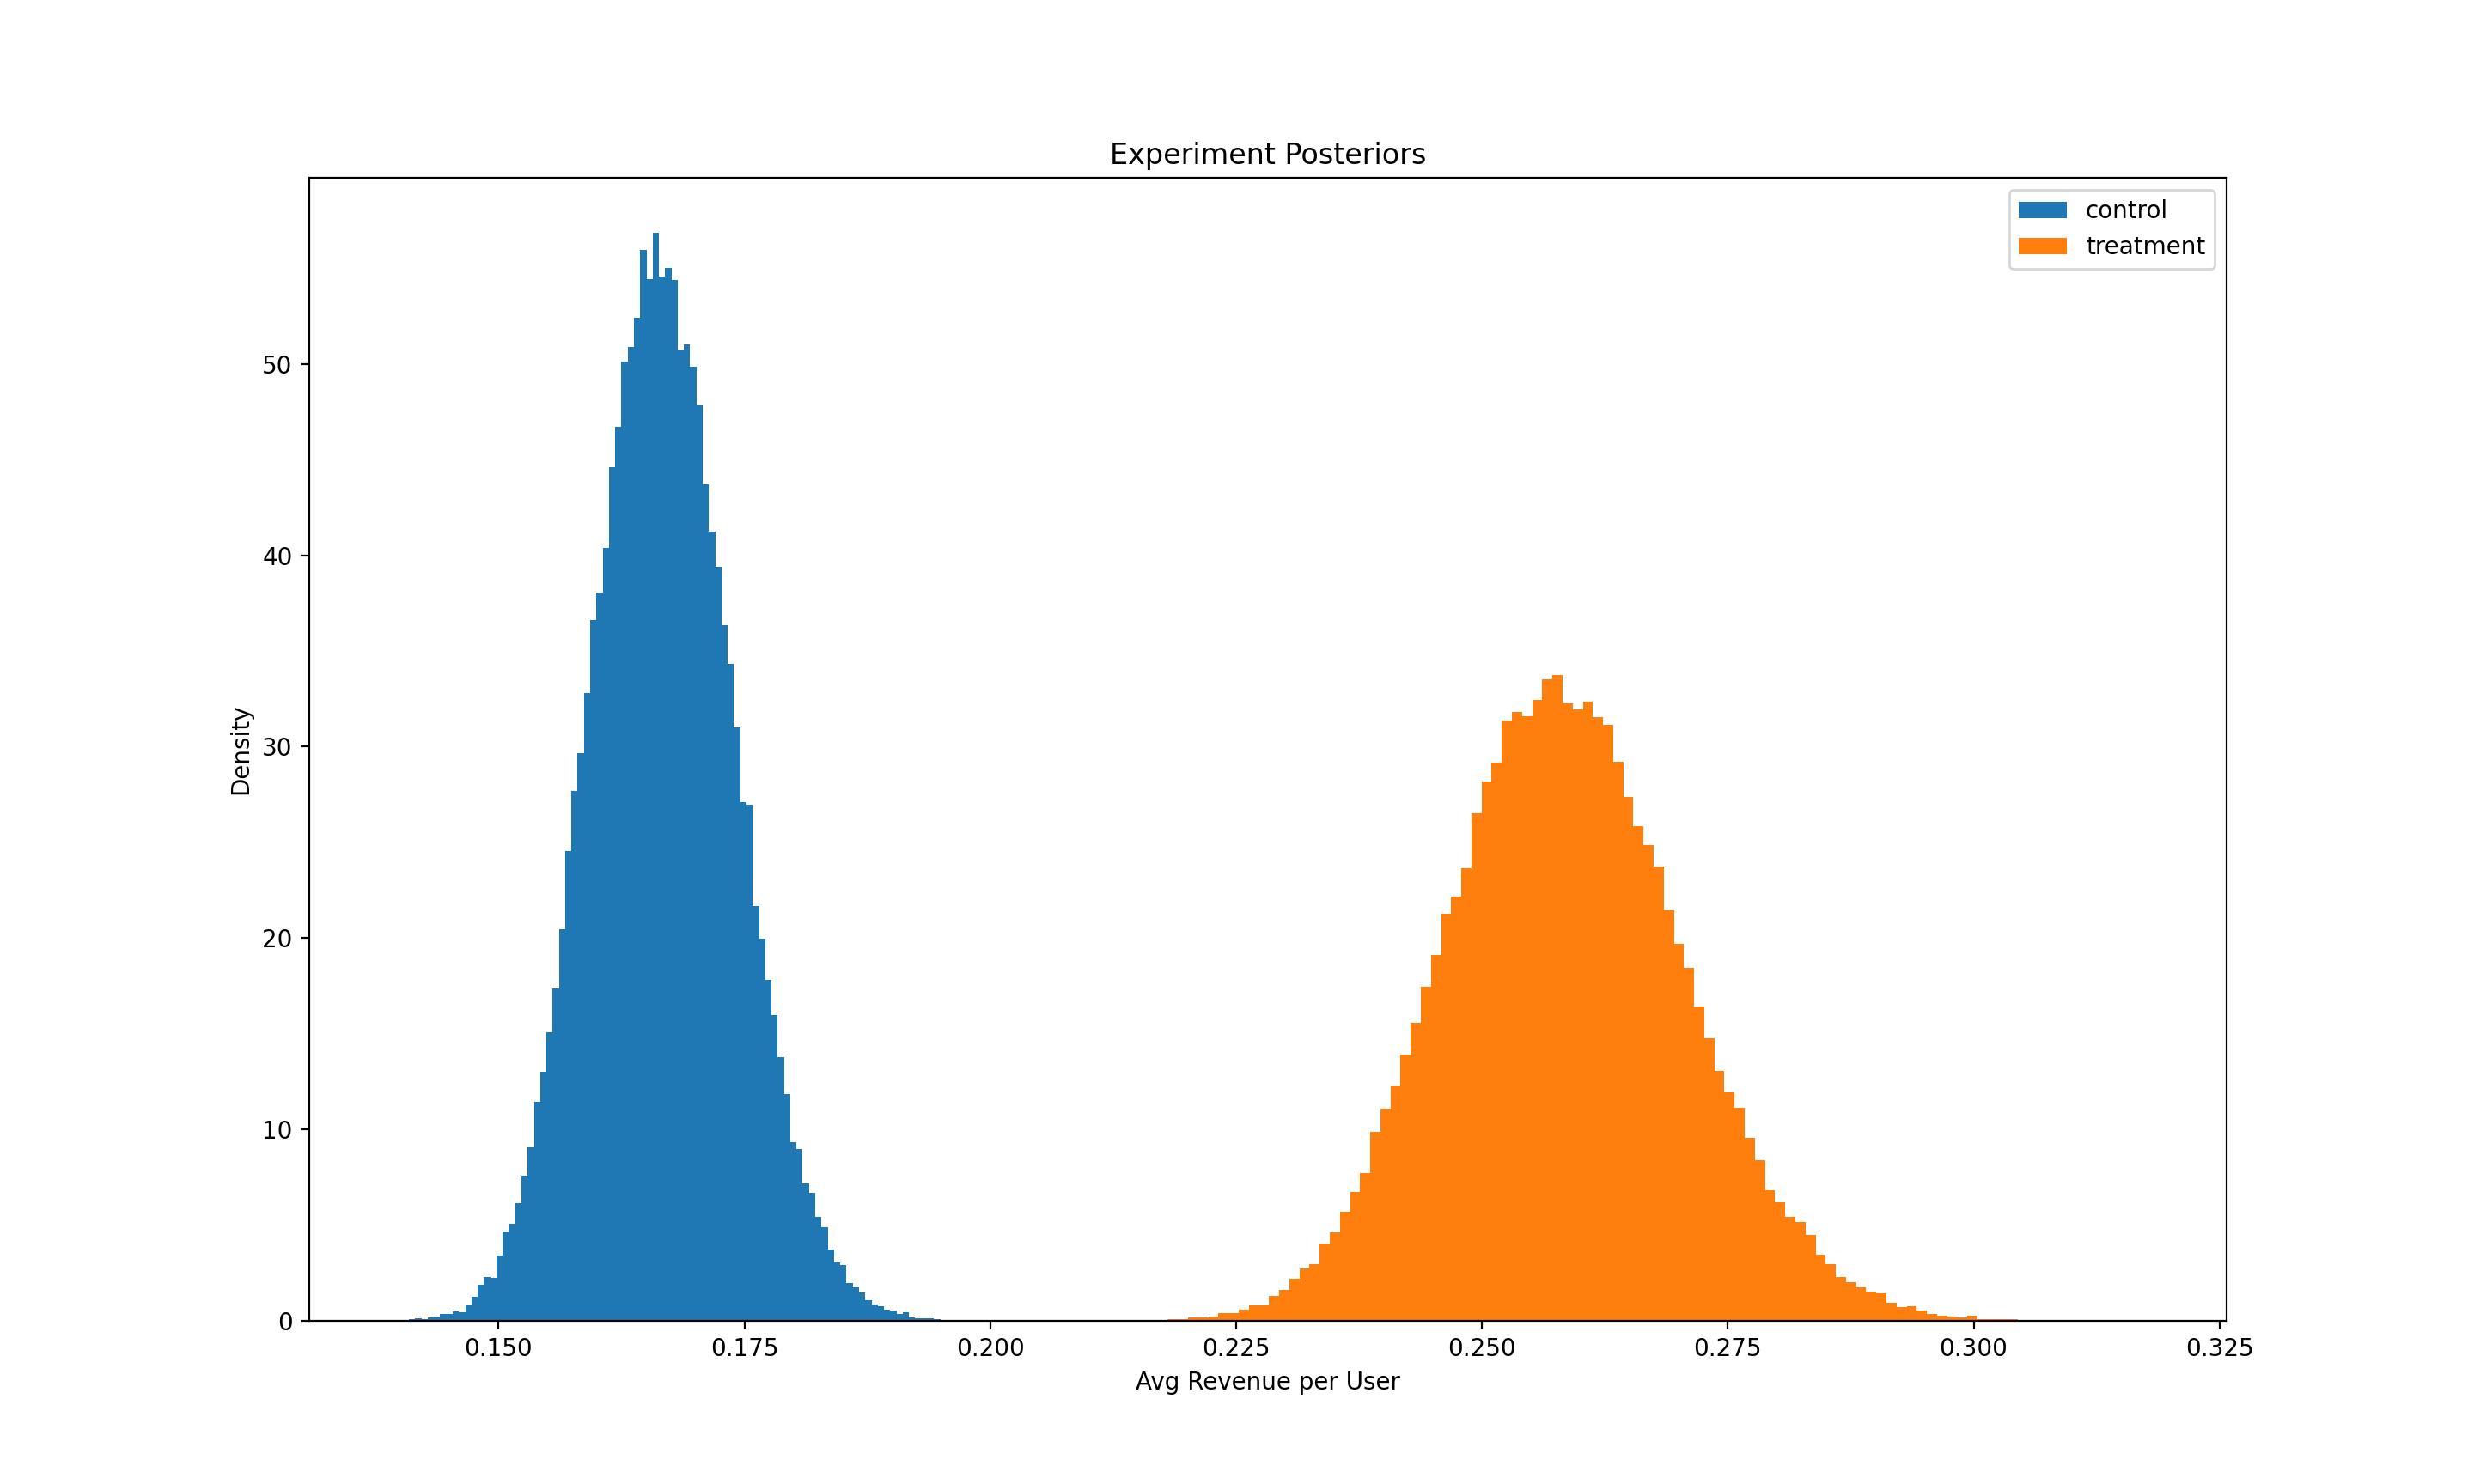 Experiment Posteriors
control
treatment
Density
50
40
30
20
10
0
0.150 0.175 0.200 0.225 0.250 0.275 0.300 0.325
Avg Revenue per User